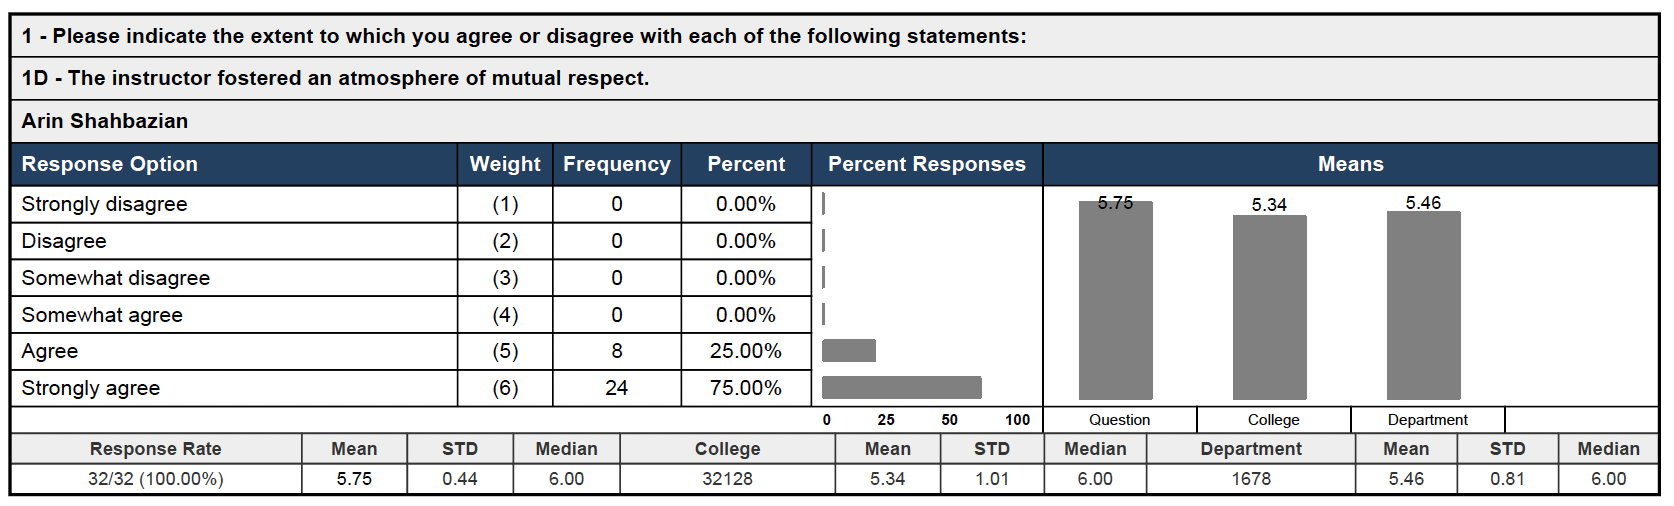 1 - Please indicate the extent to which you agree or disagree with each of the following statements:
1D - The instructor fostered an atmosphere of mutual respect.
Arin Shahbazian
Response Option Weight Frequency Percent Percent Responses Means
Strongly disagree (1) 0 0.00%
Disagree (2) 0 0.00%
Somewhat disagree (3) 0 0.00%
Somewhat agree (4) 0 0.00%
Agree (5) 8 25.00%
Strongly agree (6) 24 75.00%
5.75 5.34 5.46
0 25 50 100 Question College Department
Response Rate Mean STD Median College Mean STD Median Department Mean STD Median
32/32 (100.00%) 5.75 0.44 6.00 32128 5.34 1.01 6.00 1678 5.46 0.81 6.00